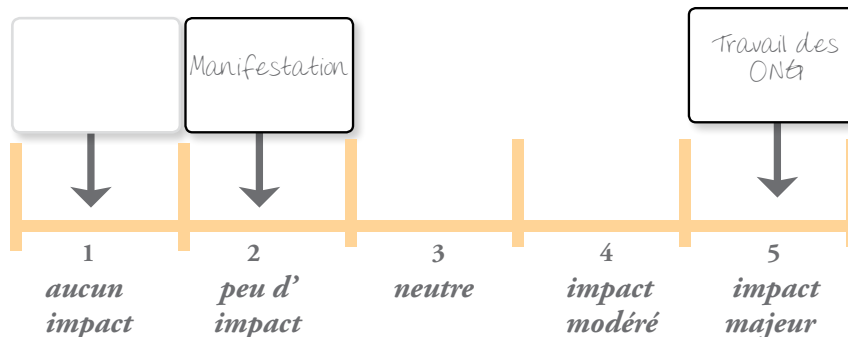 Manifestation
Travail des
ONG
1
aucun
impact
2
peu d'
impact
3
neutre
4
impact
modéré
5
impact
majeur